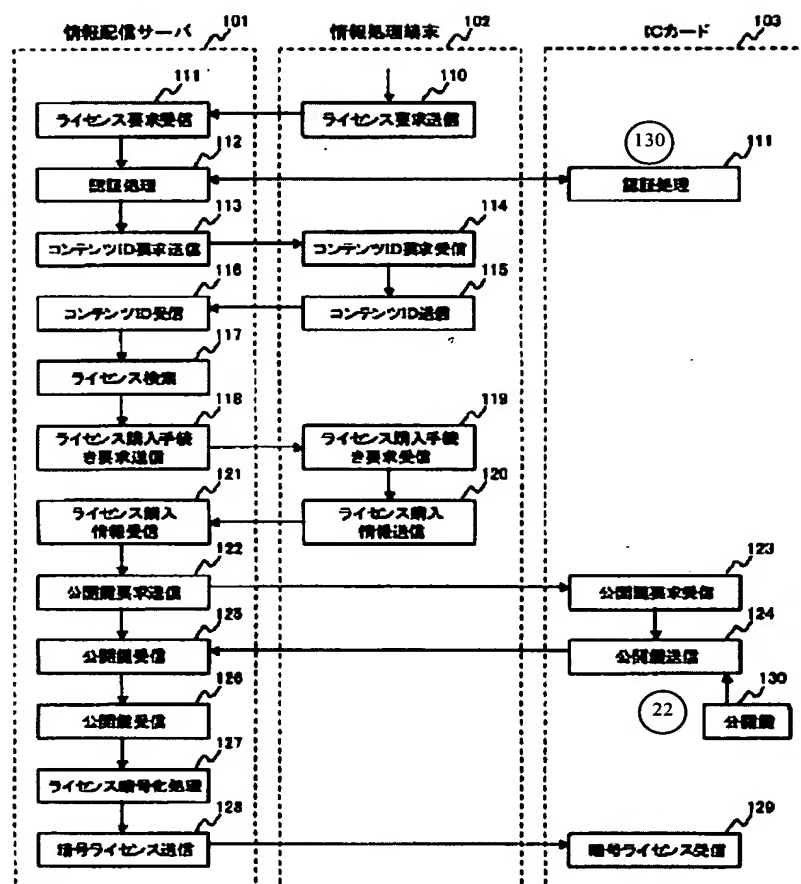 情報配信サーバ
101
情報処理端末
102
ICカード
103
111
ライセンス要求受信
110
ライセンス要求送信
112
認証処理
130
111
認証処理
113
コンテンツID要求送信
114
コンテンツID要求受信
116
コンテンツID受信
115
コンテンツID送信
117
ライセンス検索
118
ライセンス購入手続
き要求送信
119
ライセンス購入手続
き要求受信
121
ライセンス購入
情報受信
120
ライセンス購入
情報送信
122
公開鍵要求送信
123
公開鍵要求受信
125
公開鍵受信
124
公開鍵送信
126
公開鍵受信
22
130
公開鍵
127
ライセンス暗号化処理
128
暗号ライセンス送信
129
暗号ライセンス受信